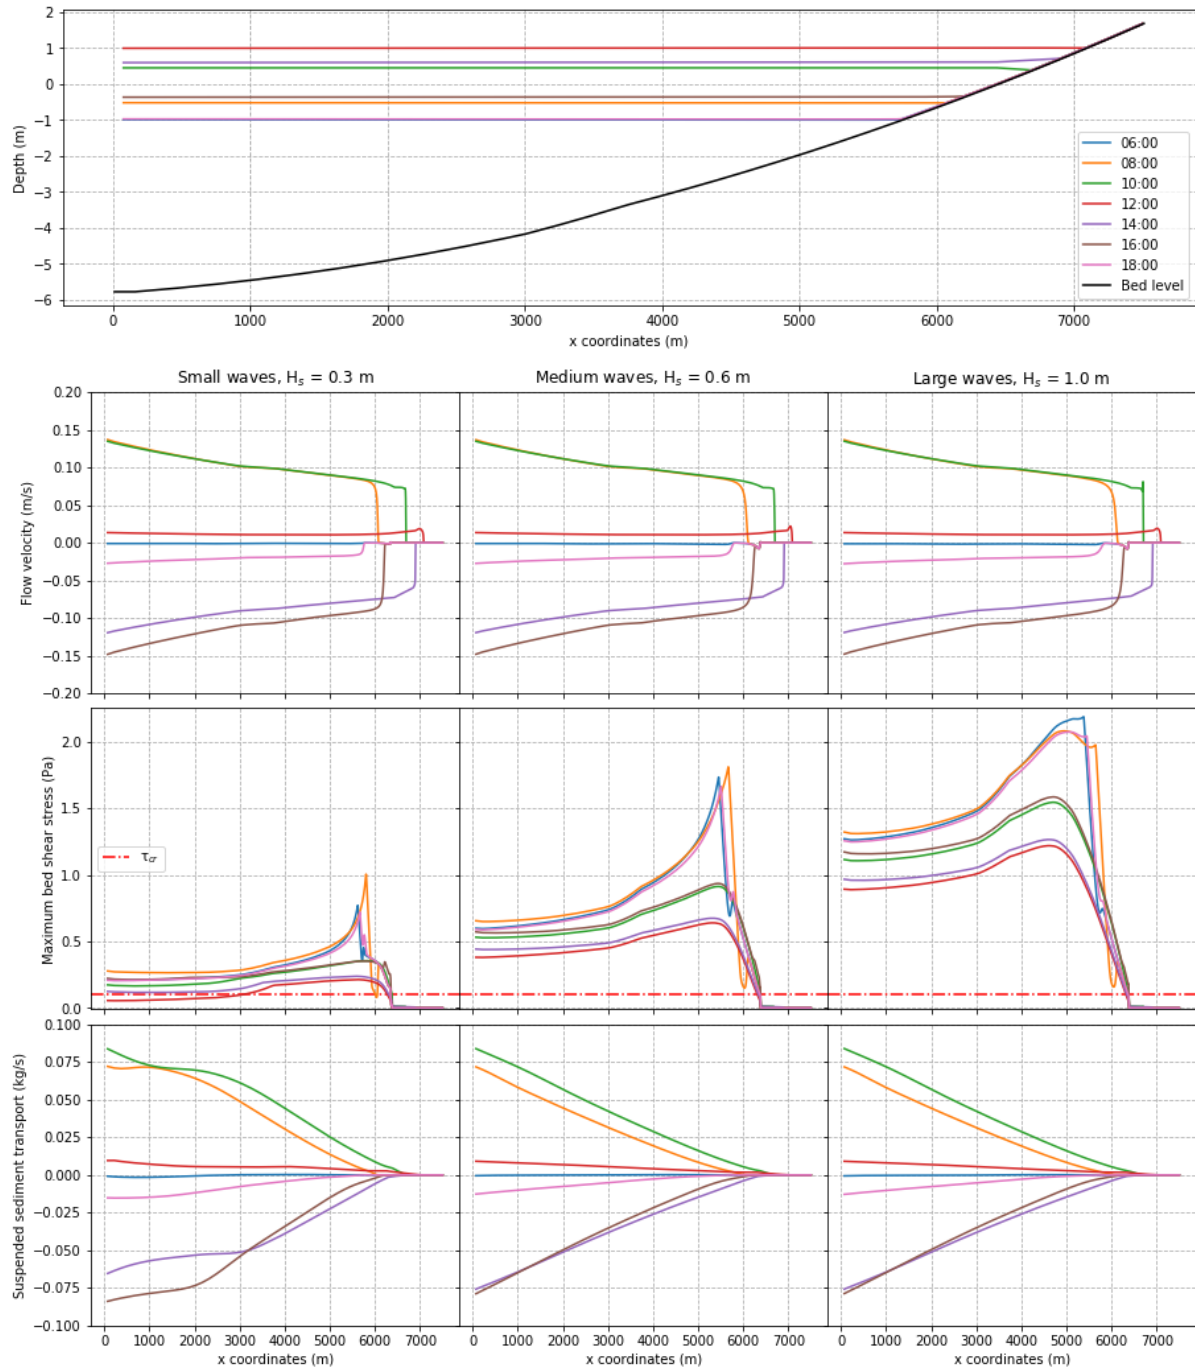 2
1
0
−1
−2
−3
−4
−5
−6
Depth (m)
06:00
08:00
10:00
12:00
14:00
16:00
18:00
Bed level
0 1000 2000 3000 4000 5000 6000 7000
x coordinates (m)
Small waves, Hₛ = 0.3 m
Medium waves, Hₛ = 0.6 m
Large waves, Hₛ = 1.0 m
0.20
0.15
0.10
0.05
0.00
−0.05
−0.10
−0.15
−0.20
Flow velocity (m/s)
2.0
1.5
1.0
0.5
0.0
Maximum bed shear stress (Pa)
τcr
0.100
0.075
0.050
0.025
0.000
−0.025
−0.050
−0.075
−0.100
Suspended sediment transport (kg/s)
0 1000 2000 3000 4000 5000 6000 7000
0 1000 2000 3000 4000 5000 6000 7000
0 1000 2000 3000 4000 5000 6000 7000
x coordinates (m)
x coordinates (m)
x coordinates (m)